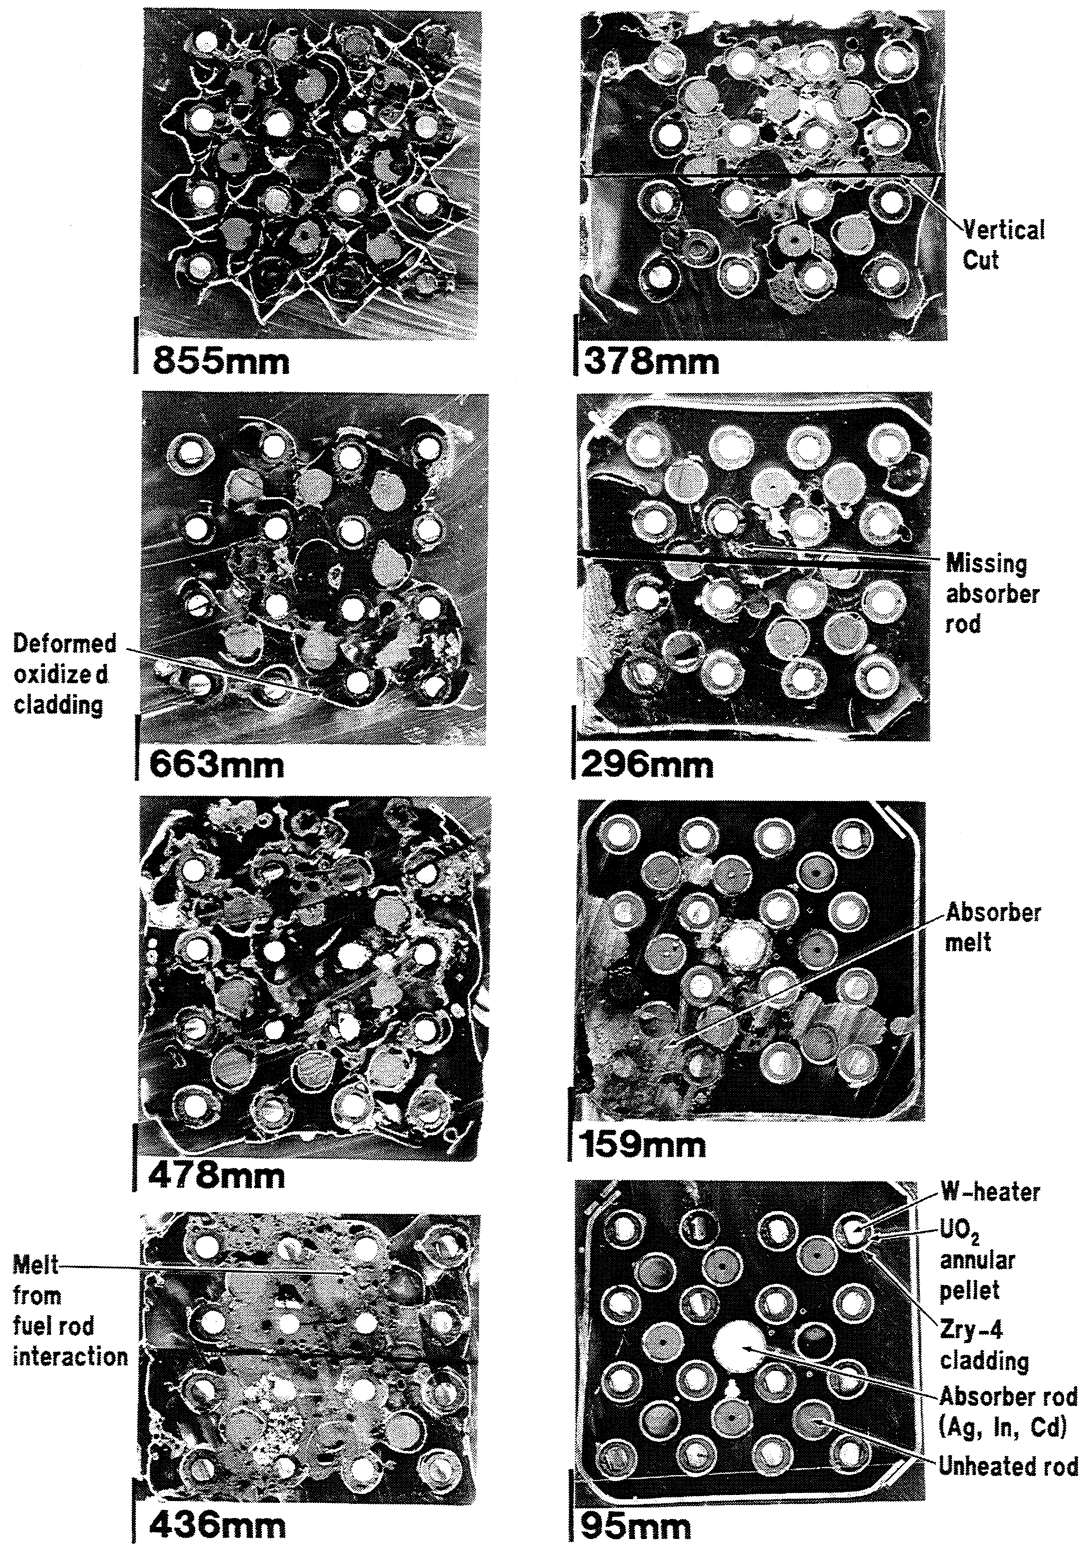 855mm
378mm
Vertical
Cut
Deformed
oxidized
cladding
663mm
296mm
Missing
absorber
rod
478mm
159mm
Absorber
melt
Melt
from
fuel rod
interaction
436mm
95mm
W-heater
UO2
annular
pellet
Zry-4
cladding
Absorber rod
(Ag, In, Cd)
Unheated rod